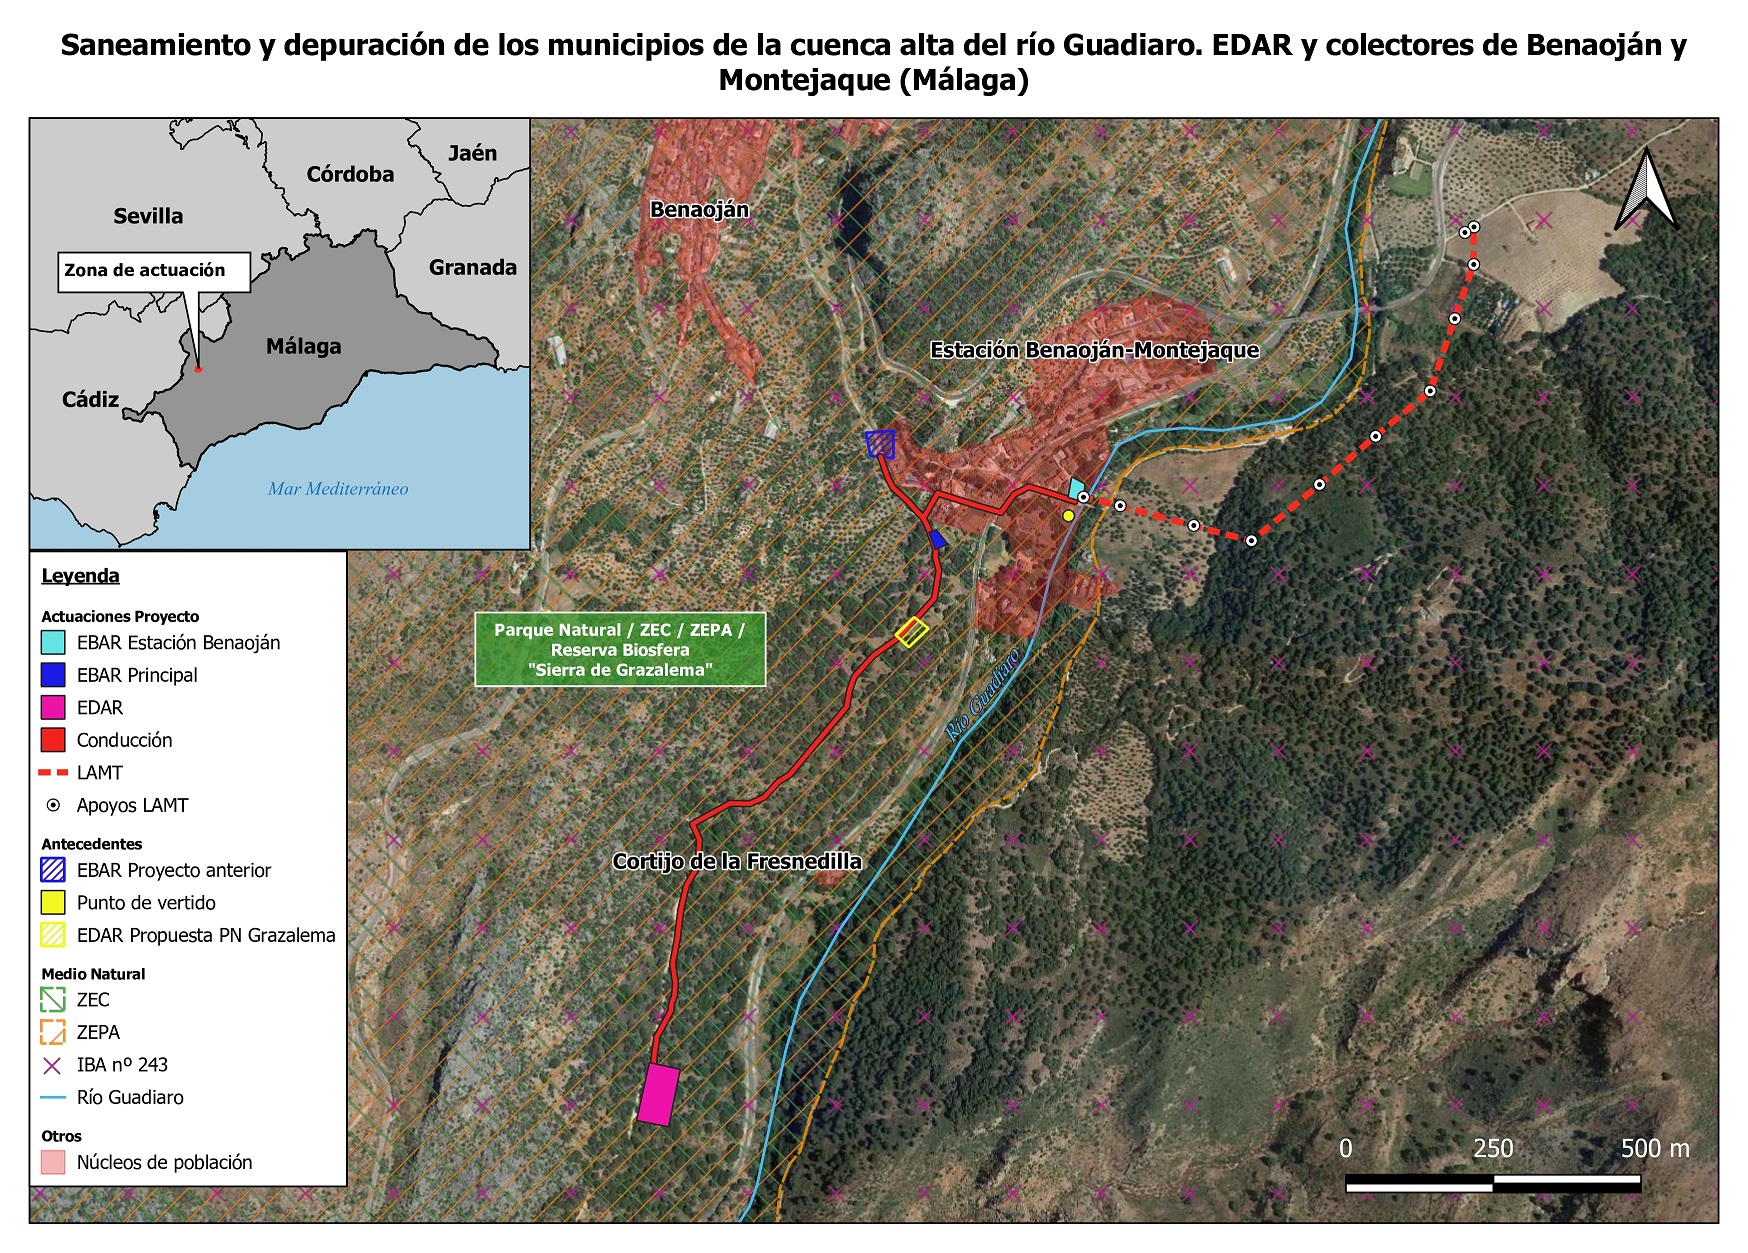 Saneamiento y depuración de los municipios de la cuenca alta del río Guadiaro. EDAR y colectores de Benaoján y
Montejaque (Málaga)
Jaén
Córdoba
Sevilla
Granada
Zona de actuación
Málaga
Cádiz
Mar Mediterráneo
Benaoján
Estación Benaoján-Montejaque
Parque Natural / ZEC / ZEPA /
Reserva Biosfera
"Sierra de Grazalema"
Río Guadiaro
Cortijo de la Fresnedilla
Leyenda
Actuaciones Proyecto
EBAR Estación Benaoján
EBAR Principal
EDAR
Conducción
LAMT
Apoyos LAMT
Antecedentes
EBAR Proyecto anterior
Punto de vertido
EDAR Propuesta PN Grazalema
Medio Natural
ZEC
ZEPA
IBA nº 243
Río Guadiaro
Otros
Núcleos de población
0 250 500 m